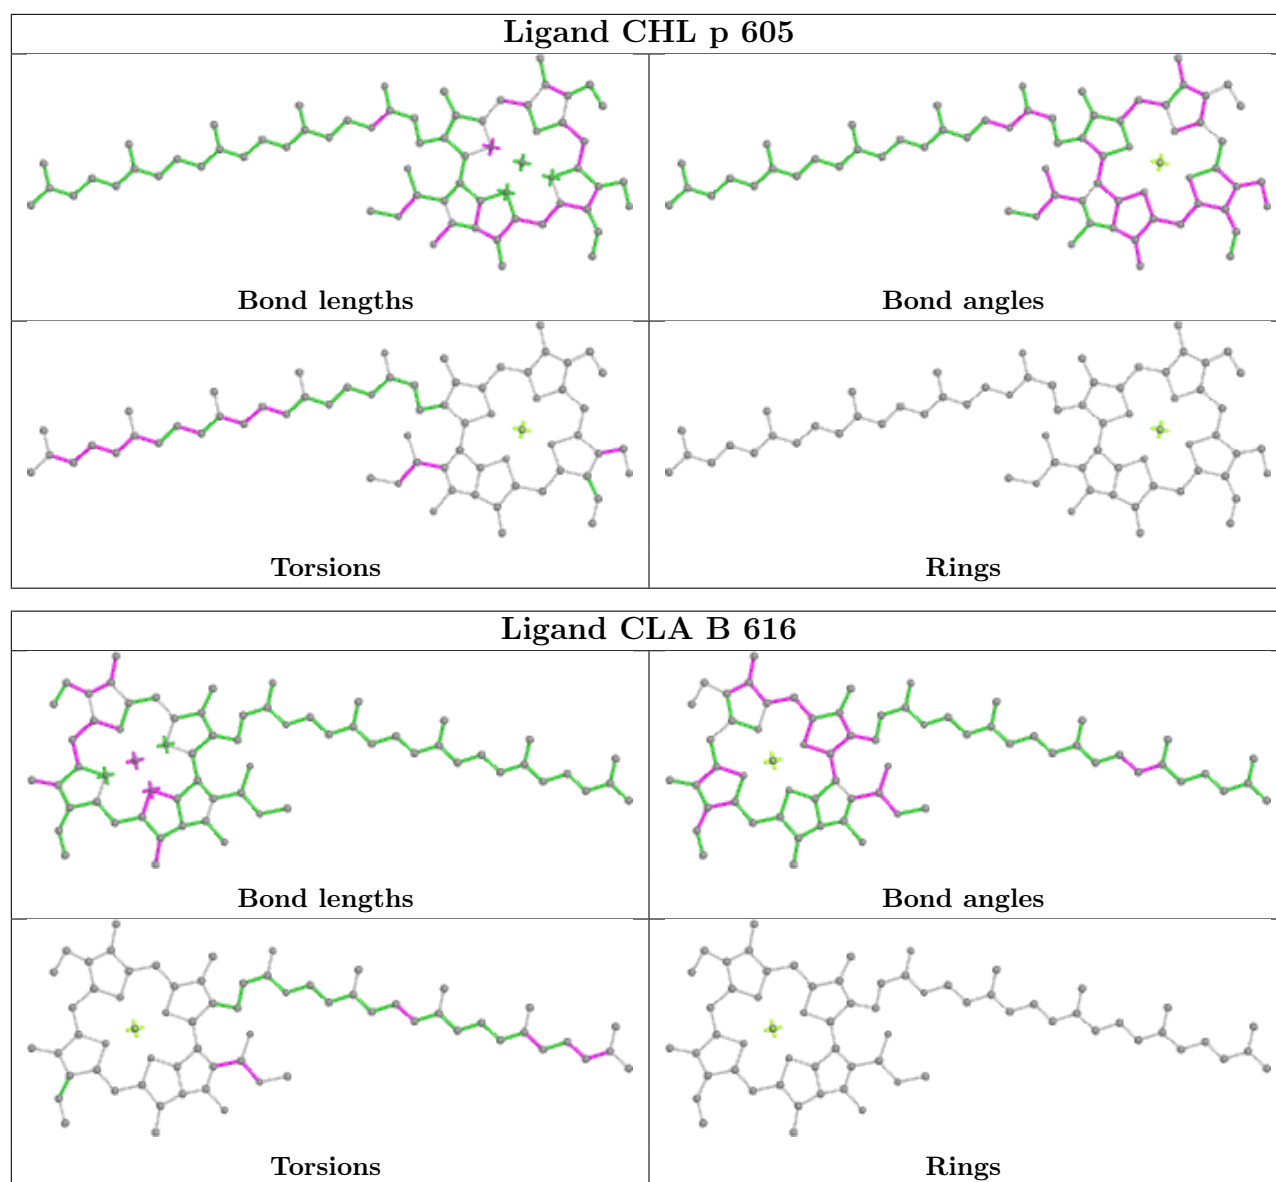 Ligand CHL p 605
Bond lengths
Bond angles
Torsions
Rings
Ligand CLA B 616
Bond lengths
Bond angles
Torsions
Rings